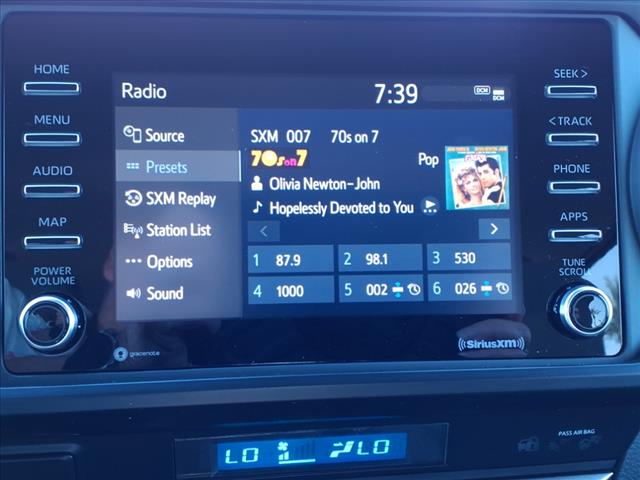 HOME
MENU
AUDIO
MAP
POWER
VOLUME
Radio
7:39
DCM
DCM
Source
Presets
SXM Replay
Station List
Options
Sound
SXM 007 70s on 7
70s on 7
Pop
Olivia Newton-John
Hopelessly Devoted to You
GREASE
<
>
1 87.9
2 98.1
3 530
4 1000
5 002
6 026
SEEK >
< TRACK
PHONE
APPS
TUNE
SCROLL
gracenote
SiriusXM
LO
LO
PASS AIR BAG